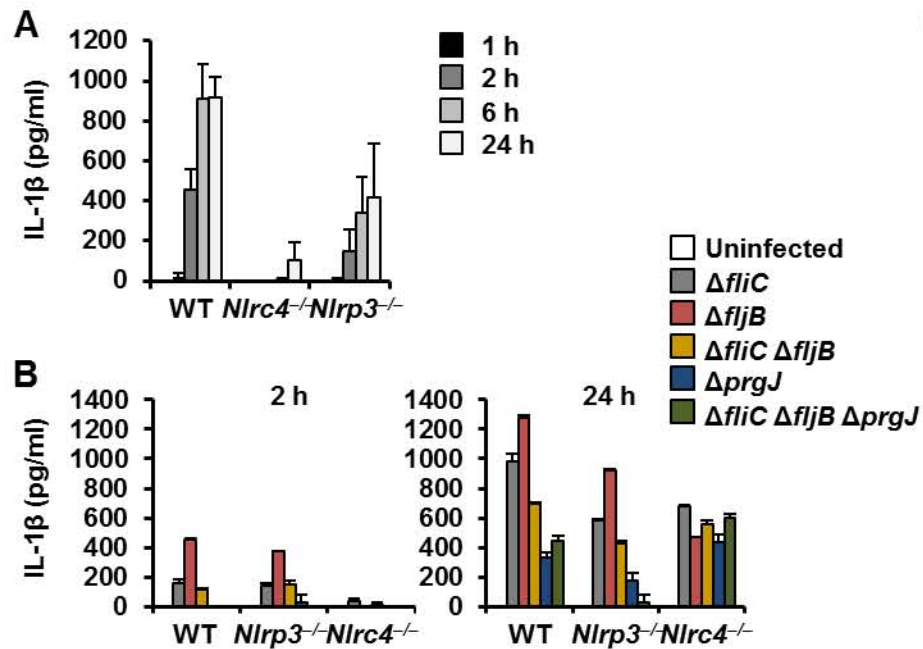 A
1200
1000
800
600
400
200
0
IL-1β (pg/ml)
WT Nlrc4–/– Nlrp3–/–
1 h
2 h
6 h
24 h
Uninfected
ΔfliC
ΔfljB
ΔfliC ΔfljB
ΔprgJ
ΔfliC ΔfljB ΔprgJ
B
2 h
1400
1200
1000
800
600
400
200
0
IL-1β (pg/ml)
WT Nlrp3–/– Nlrc4–/–
24 h
1400
1200
1000
800
600
400
200
0
WT Nlrp3–/– Nlrc4–/–